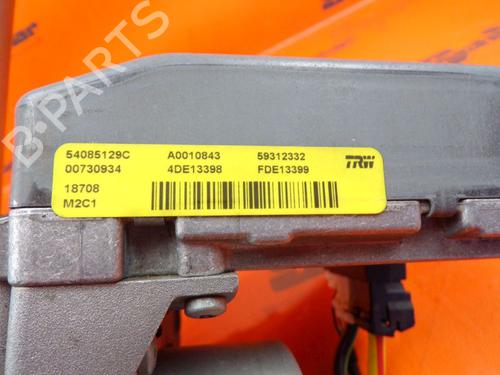 54085129C A0010843 59312332
00730934 4DE13398 FDE13399
TRW
18708
M2C1
B-PARTS